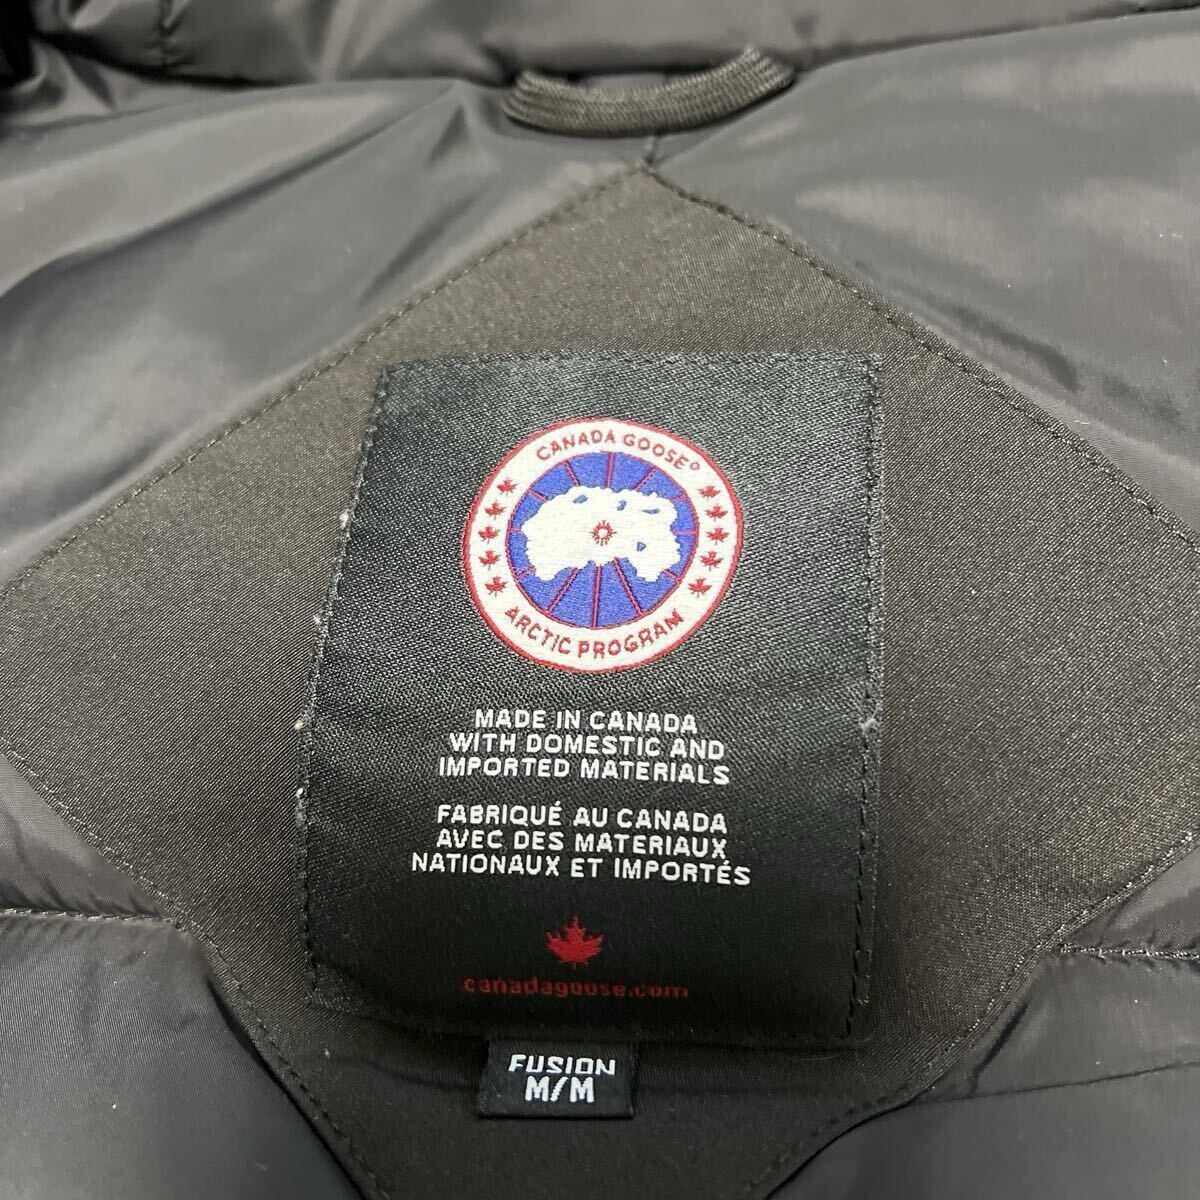 CANADA GOOSE®
ARCTIC PROGRAM
MADE IN CANADA
WITH DOMESTIC AND
IMPORTED MATERIALS
FABRIQUÉ AU CANADA
AVEC DES MATERIAUX
NATIONAUX ET IMPORTÉS
canadagoose.com
FUSION
M/M